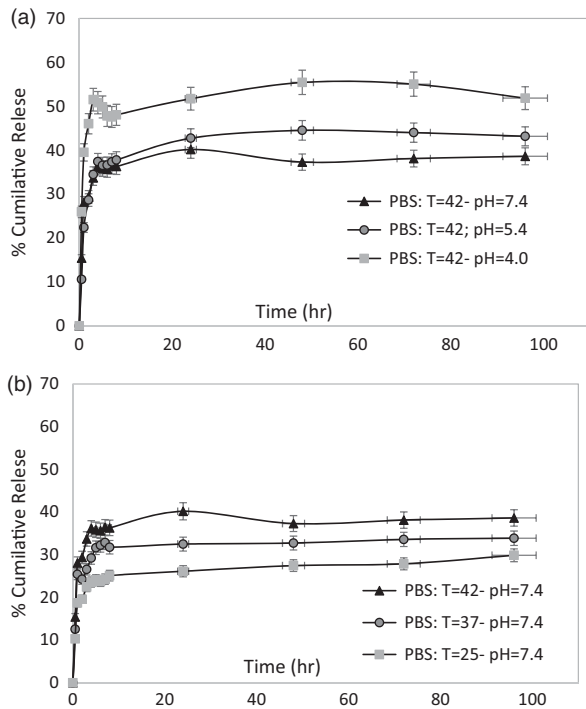 (a)
70
60
50
40
30
20
10
0
% Cumilative Relese
PBS: T=42- pH=7.4
PBS: T=42; pH=5.4
PBS: T=42- pH=4.0
Time (hr)
0 20 40 60 80 100
(b)
70
60
50
40
30
20
10
0
% Cumilative Relese
PBS: T=42- pH=7.4
PBS: T=37- pH=7.4
PBS: T=25- pH=7.4
Time (hr)
0 20 40 60 80 100